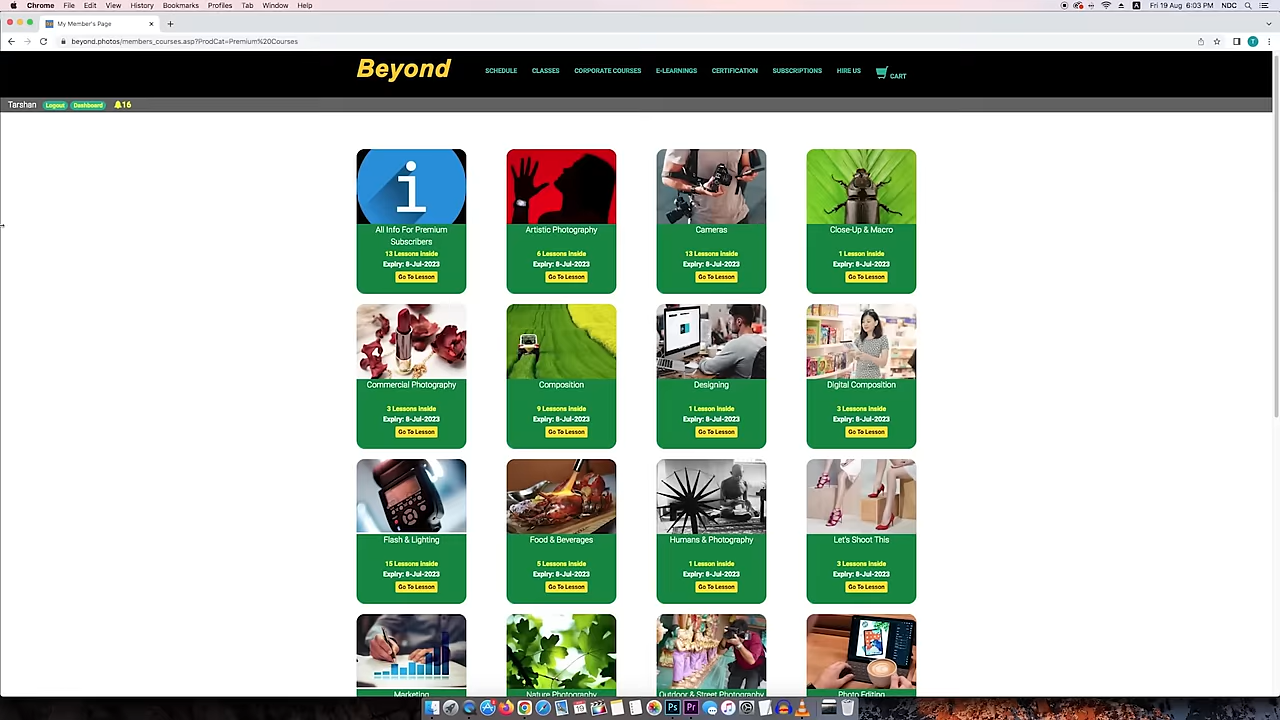 Chrome File Edit View History Bookmarks Profiles Tab Window Help
Fri 19 Aug 6:03 PM NDC
My Member's Page
beyond.photos/members_courses.asp?ProdCat=Premium%20Courses
Beyond
SCHEDULE CLASSES CORPORATE COURSES E-LEARNINGS CERTIFICATION SUBSCRIPTIONS HIRE US CART
Tarshan Logout Dashboard 16
All Info For Premium Subscribers
13 Lessons Inside
Expiry: 8-Jul-2023
Go To Lesson
Artistic Photography
6 Lessons Inside
Expiry: 8-Jul-2023
Go To Lesson
Cameras
13 Lessons Inside
Expiry: 8-Jul-2023
Go To Lesson
Close-Up & Macro
1 Lesson Inside
Expiry: 8-Jul-2023
Go To Lesson
Commercial Photography
3 Lessons Inside
Expiry: 8-Jul-2023
Go To Lesson
Composition
9 Lessons Inside
Expiry: 8-Jul-2023
Go To Lesson
Designing
1 Lesson Inside
Expiry: 8-Jul-2023
Go To Lesson
Digital Composition
3 Lessons Inside
Expiry: 8-Jul-2023
Go To Lesson
Flash & Lighting
15 Lessons Inside
Expiry: 8-Jul-2023
Go To Lesson
Food & Beverages
5 Lessons Inside
Expiry: 8-Jul-2023
Go To Lesson
Humans & Photography
1 Lesson Inside
Expiry: 8-Jul-2023
Go To Lesson
Let's Shoot This
3 Lessons Inside
Expiry: 8-Jul-2023
Go To Lesson
Marketing
Nature Photography
Outdoor & Street Photography
Photo Editing